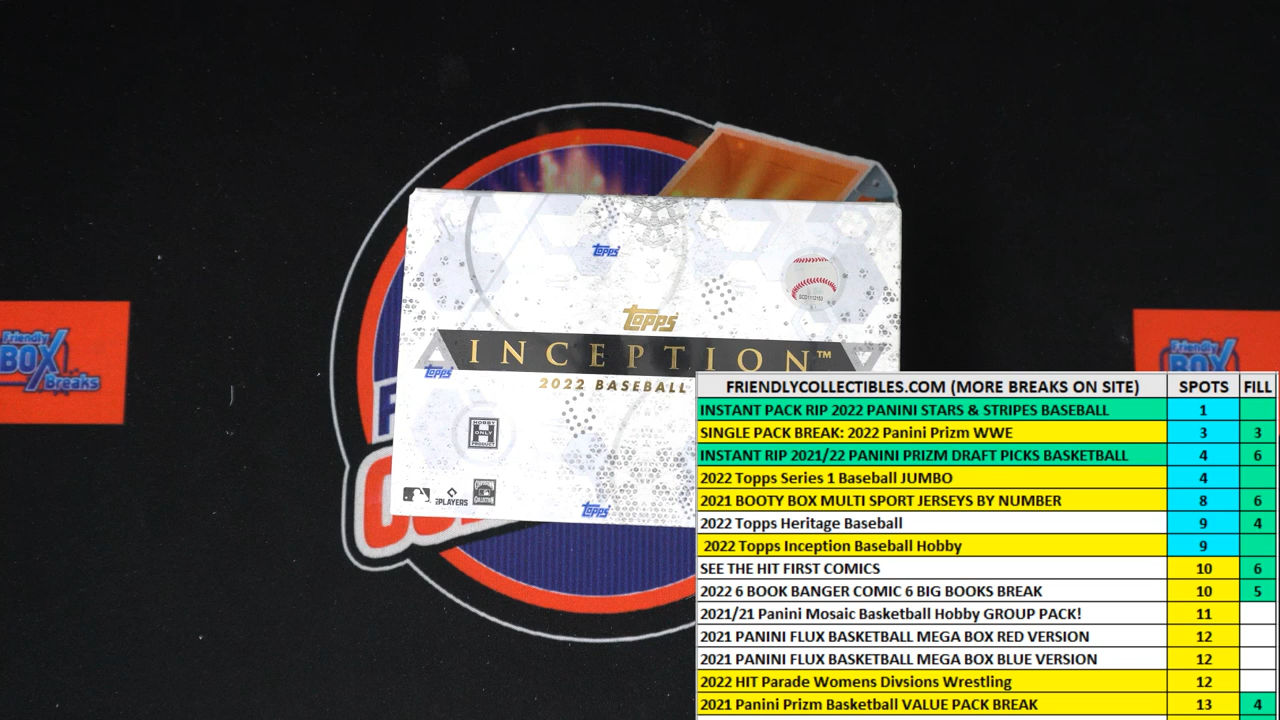 Topps
Topps
INCEPTION™
2022 BASEBALL
Topps
HOBBY
ONLY
PRODUCT
PLAYERS
Topps
Friendly
BOX
Breaks
Friendly
BOX
FRIENDLYCOLLECTIBLES.COM (MORE BREAKS ON SITE) SPOTS FILL
INSTANT PACK RIP 2022 PANINI STARS & STRIPES BASEBALL 1
SINGLE PACK BREAK: 2022 Panini Prizm WWE 3 3
INSTANT RIP 2021/22 PANINI PRIZM DRAFT PICKS BASKETBALL 4 6
2022 Topps Series 1 Baseball JUMBO 4
2021 BOOTY BOX MULTI SPORT JERSEYS BY NUMBER 8 6
2022 Topps Heritage Baseball 9 4
2022 Topps Inception Baseball Hobby 9
SEE THE HIT FIRST COMICS 10 6
2022 6 BOOK BANGER COMIC 6 BIG BOOKS BREAK 10 5
2021/21 Panini Mosaic Basketball Hobby GROUP PACK! 11
2021 PANINI FLUX BASKETBALL MEGA BOX RED VERSION 12
2021 PANINI FLUX BASKETBALL MEGA BOX BLUE VERSION 12
2022 HIT Parade Womens Divsions Wrestling 12
2021 Panini Prizm Basketball VALUE PACK BREAK 13 4